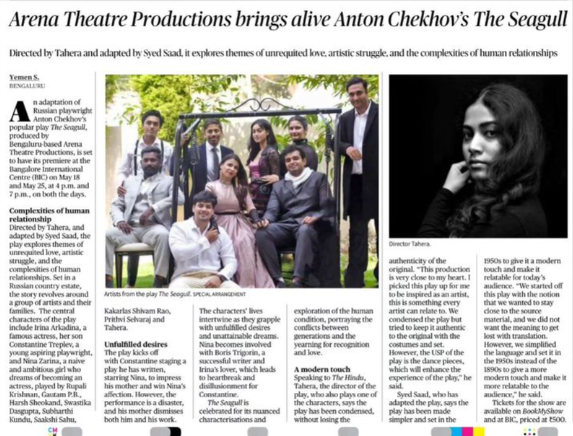 Arena Theatre Productions brings alive Anton Chekhov's The Seagull
Directed by Tahera and adapted by Syed Saad, it explores themes of unrequited love, artistic struggle, and the complexities of human relationships
Yemen S.
BENGALURU
An adaptation of
Russian playwright
Anton Chekhov's
popular play The Seagull,
produced by
Bengaluru-based Arena
Theatre Productions, is set
to have its premiere at the
Bangalore International
Centre (BIC) on May 18
and May 25, at 4 p.m. and
7 p.m., on both the days.
Complexities of human
relationship
Directed by Tahera, and
adapted by Syed Saad, the
play explores themes of
unrequited love, artistic
struggle, and the
complexities of human
relationships. Set in a
Russian country estate,
the story revolves around
a group of artists and their
families. The central
characters of the play
include Irina Arkadina, a
famous actress, her son
Constantine Treplev, a
young aspiring playwright,
and Nina Zarina, a naive
and ambitious girl who
dreams of becoming an
actress, played by Rupali
Krishnan, Gautam P.B.,
Harsh Sheokand, Swastika
Dasgupta, Subharthi
Kundu, Saakshi Sahu,
Artists from the play The Seagull. SPECIAL ARRANGEMENT
Kakarlas Shivam Rao,
Prithvi Selvaraj and
Tahera.
Unfulfilled desires
The play kicks off
with Constantine staging a
play he has written,
starring Nina, to impress
his mother and win Nina's
affection. However, the
performance is a disaster,
and his mother dismisses
both him and his work.
The characters' lives
intertwine as they grapple
with unfulfilled desires
and unattainable dreams.
Nina becomes involved
with Boris Trigorin, a
successful writer and
Irina's lover, which leads
to heartbreak and
disillusionment for
Constantine.
The Seagull is
celebrated for its nuanced
characterisations and
exploration of the human
condition, portraying the
conflicts between
generations and the
yearning for recognition
and love.
A modern touch
Speaking to The Hindu,
Tahera, the director of the
play, who also plays one of
the characters, says the
play has been condensed,
without losing the
Director Tahera.
authenticity of the
original. "This production
is very close to my heart. I
picked this play up for me
to be inspired as an artist,
this is something every
artist can relate to. We
condensed the play but
tried to keep it authentic
to the original with the
costumes and set.
However, the USP of the
play is the dance pieces,
which will enhance the
experience of the play," he
said.
Syed Saad, who has
adapted the play, says the
play has been made
simpler and set in the
1950s to give it a modern
touch and make it
relatable for today's
audience. "We started off
this play with the notion
that we wanted to stay
close to the source
material, and we did not
want the meaning to get
lost with translation.
However, we simplified
the language and set it in
the 1950s instead of the
1890s to give a more
modern touch and make it
more relatable to the
audience," he said.
Tickets for the show are
available on BookMyShow
and at BIC, priced at ₹500.